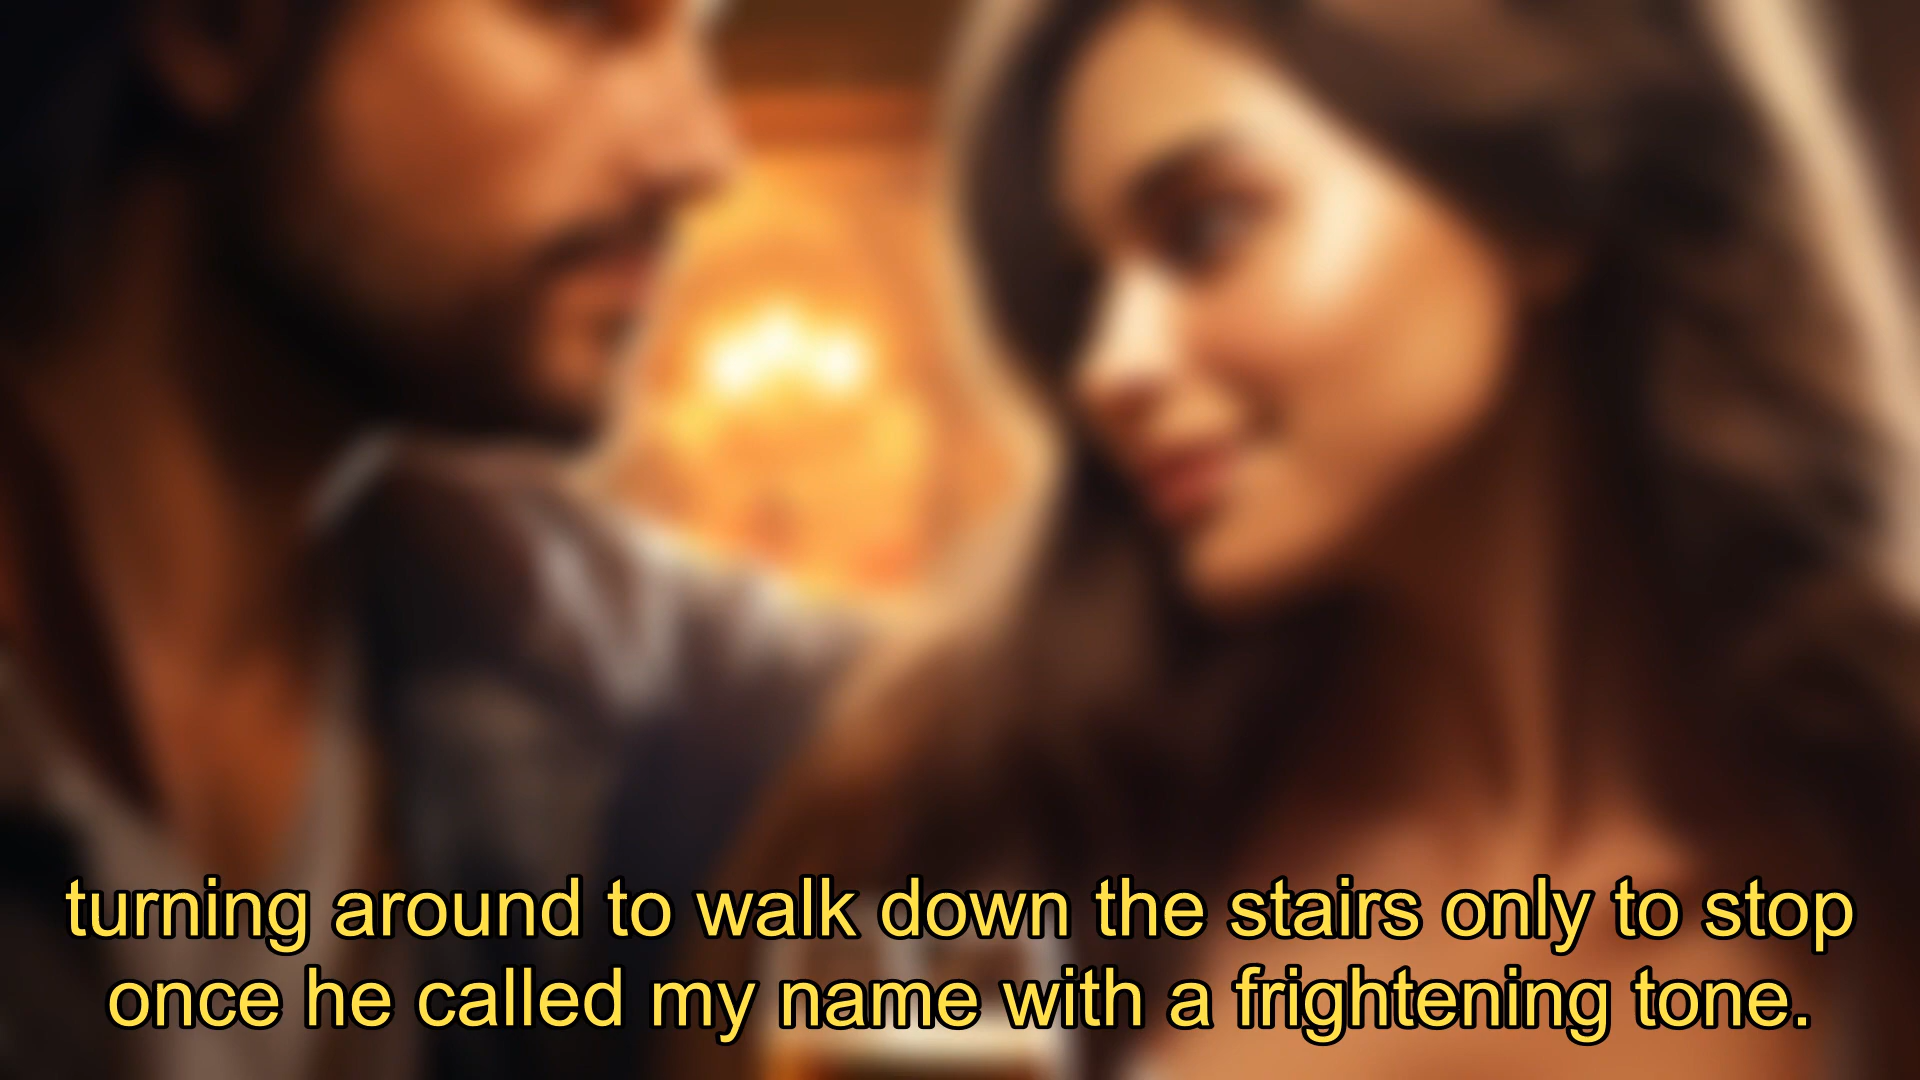 turning around to walk down the stairs only to stop
once he called my name with a frightening tone.